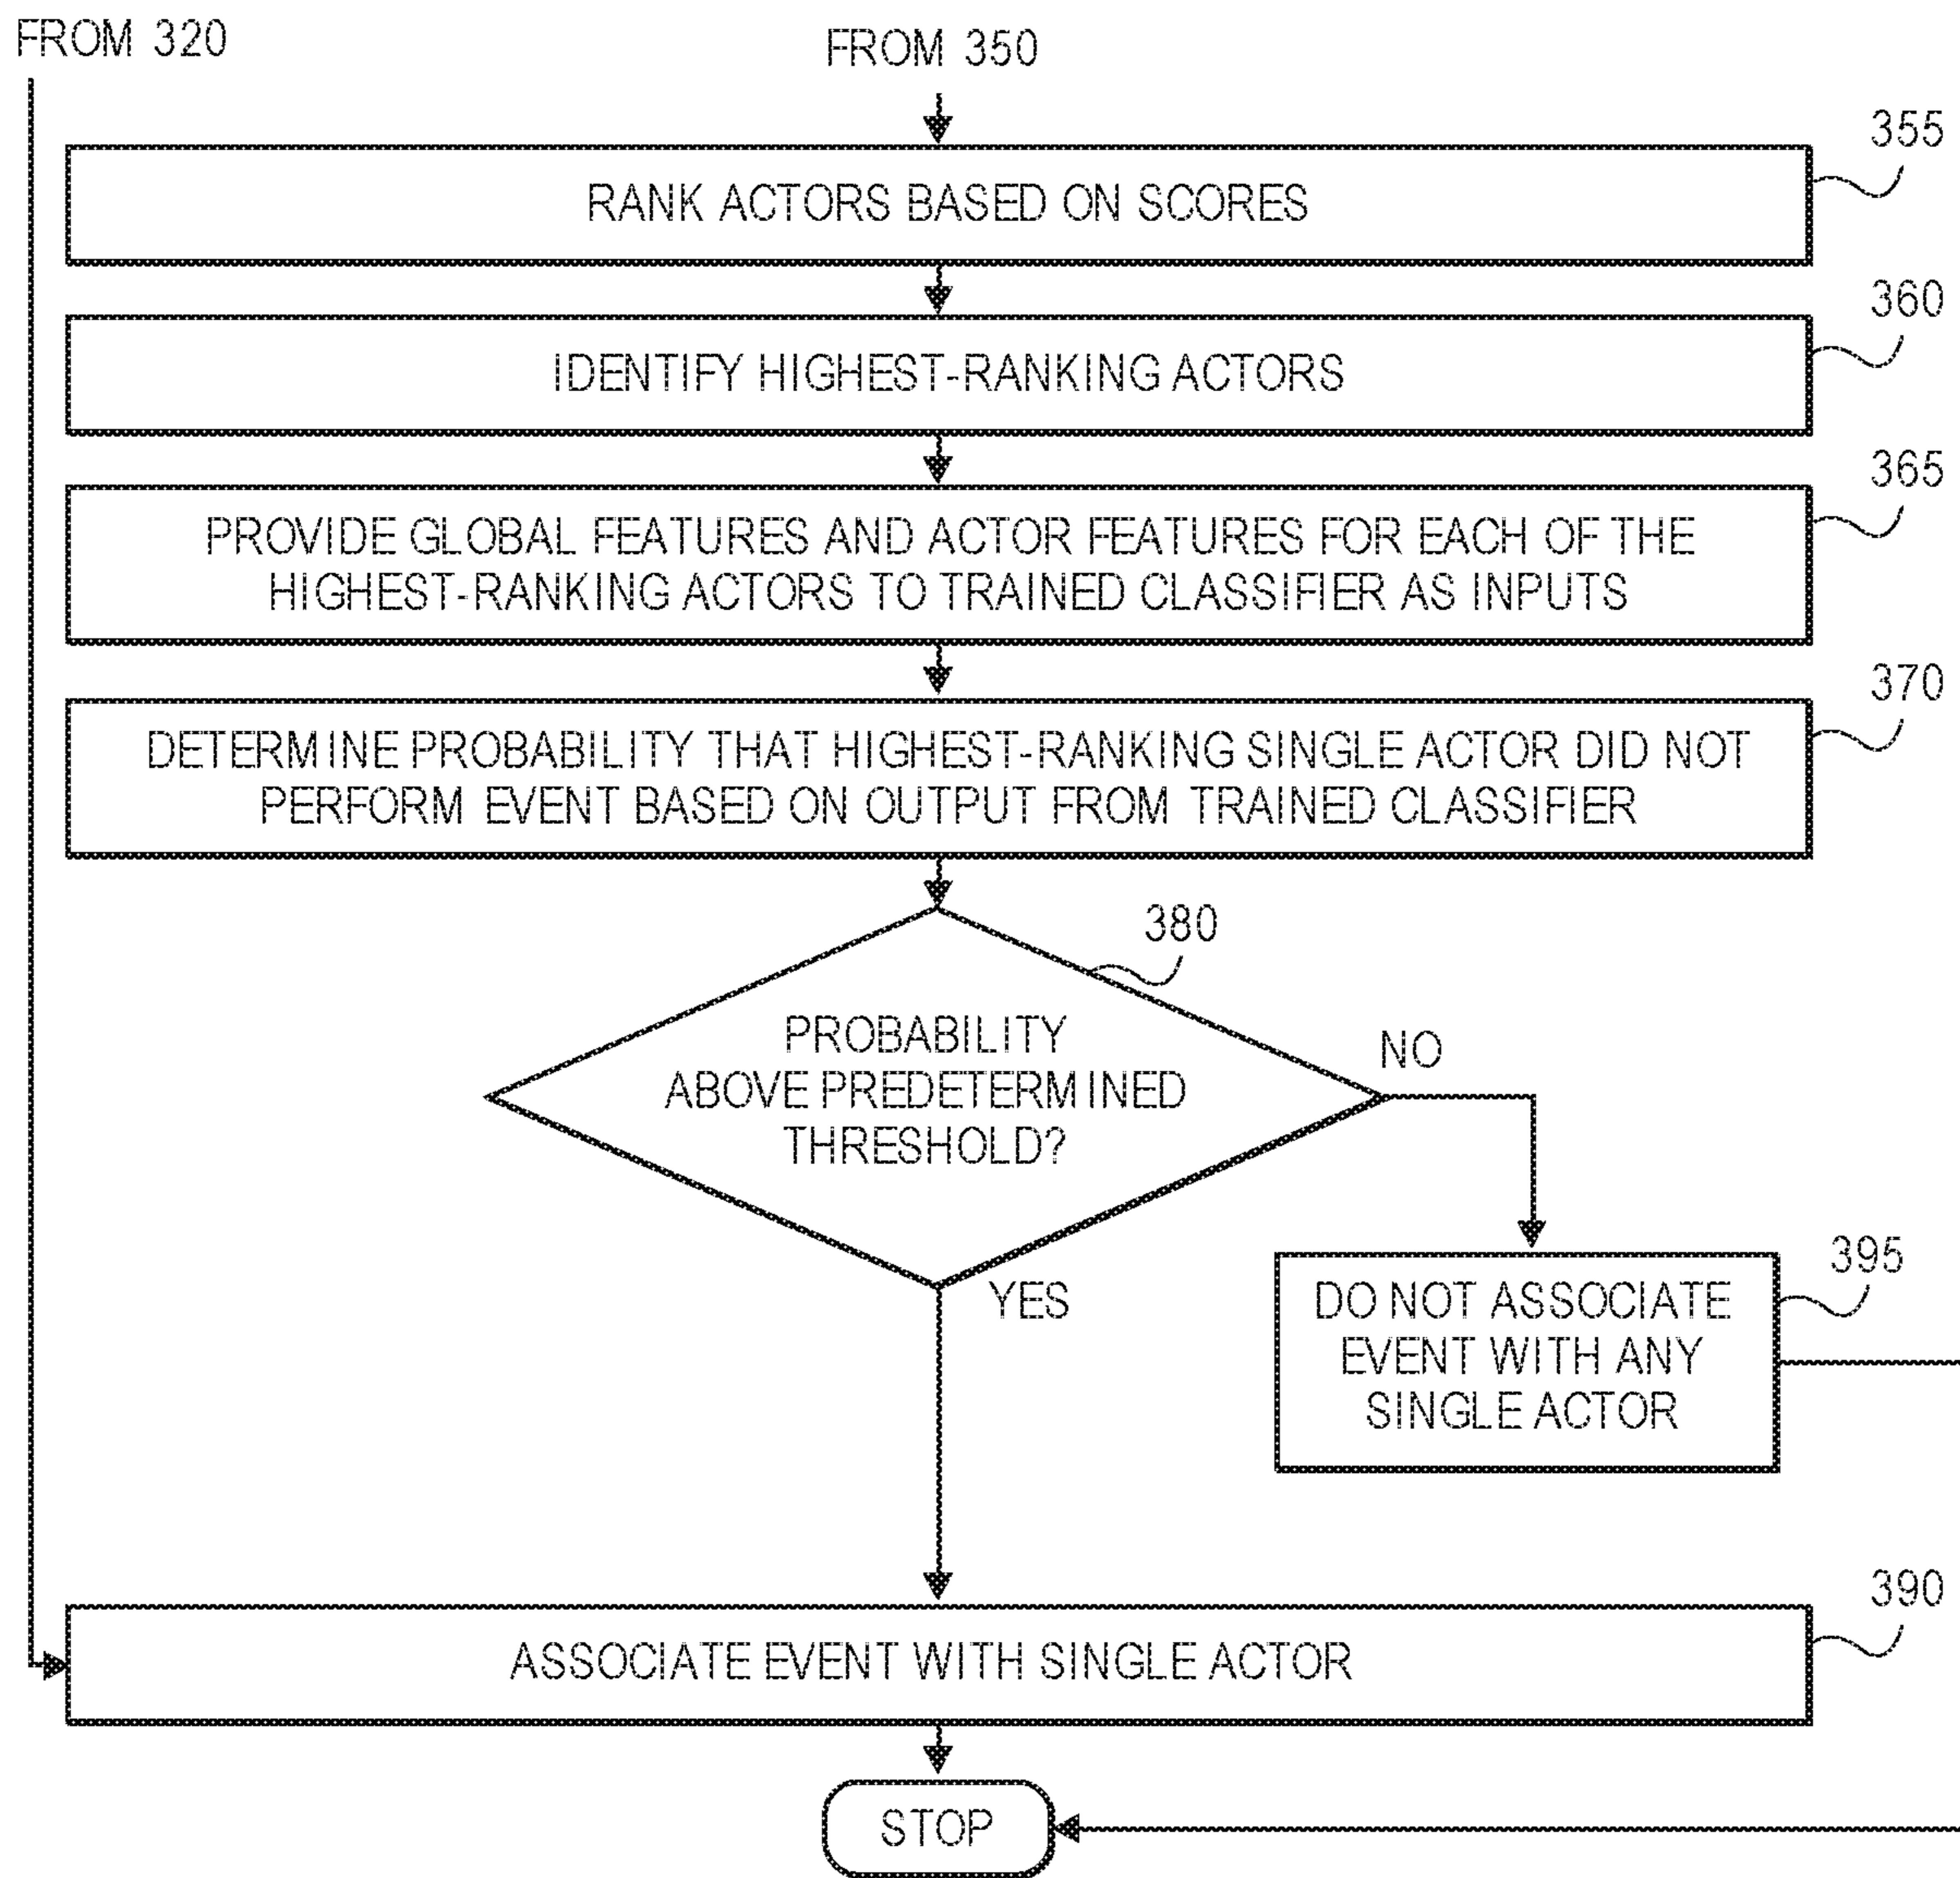 FROM 320
FROM 350
355
RANK ACTORS BASED ON SCORES
360
IDENTIFY HIGHEST-RANKING ACTORS
365
PROVIDE GLOBAL FEATURES AND ACTOR FEATURES FOR EACH OF THE
HIGHEST-RANKING ACTORS TO TRAINED CLASSIFIER AS INPUTS
370
DETERMINE PROBABILITY THAT HIGHEST-RANKING SINGLE ACTOR DID NOT
PERFORM EVENT BASED ON OUTPUT FROM TRAINED CLASSIFIER
380
PROBABILITY
ABOVE PREDETERMINED
THRESHOLD?
NO
YES
395
DO NOT ASSOCIATE
EVENT WITH ANY
SINGLE ACTOR
390
ASSOCIATE EVENT WITH SINGLE ACTOR
STOP